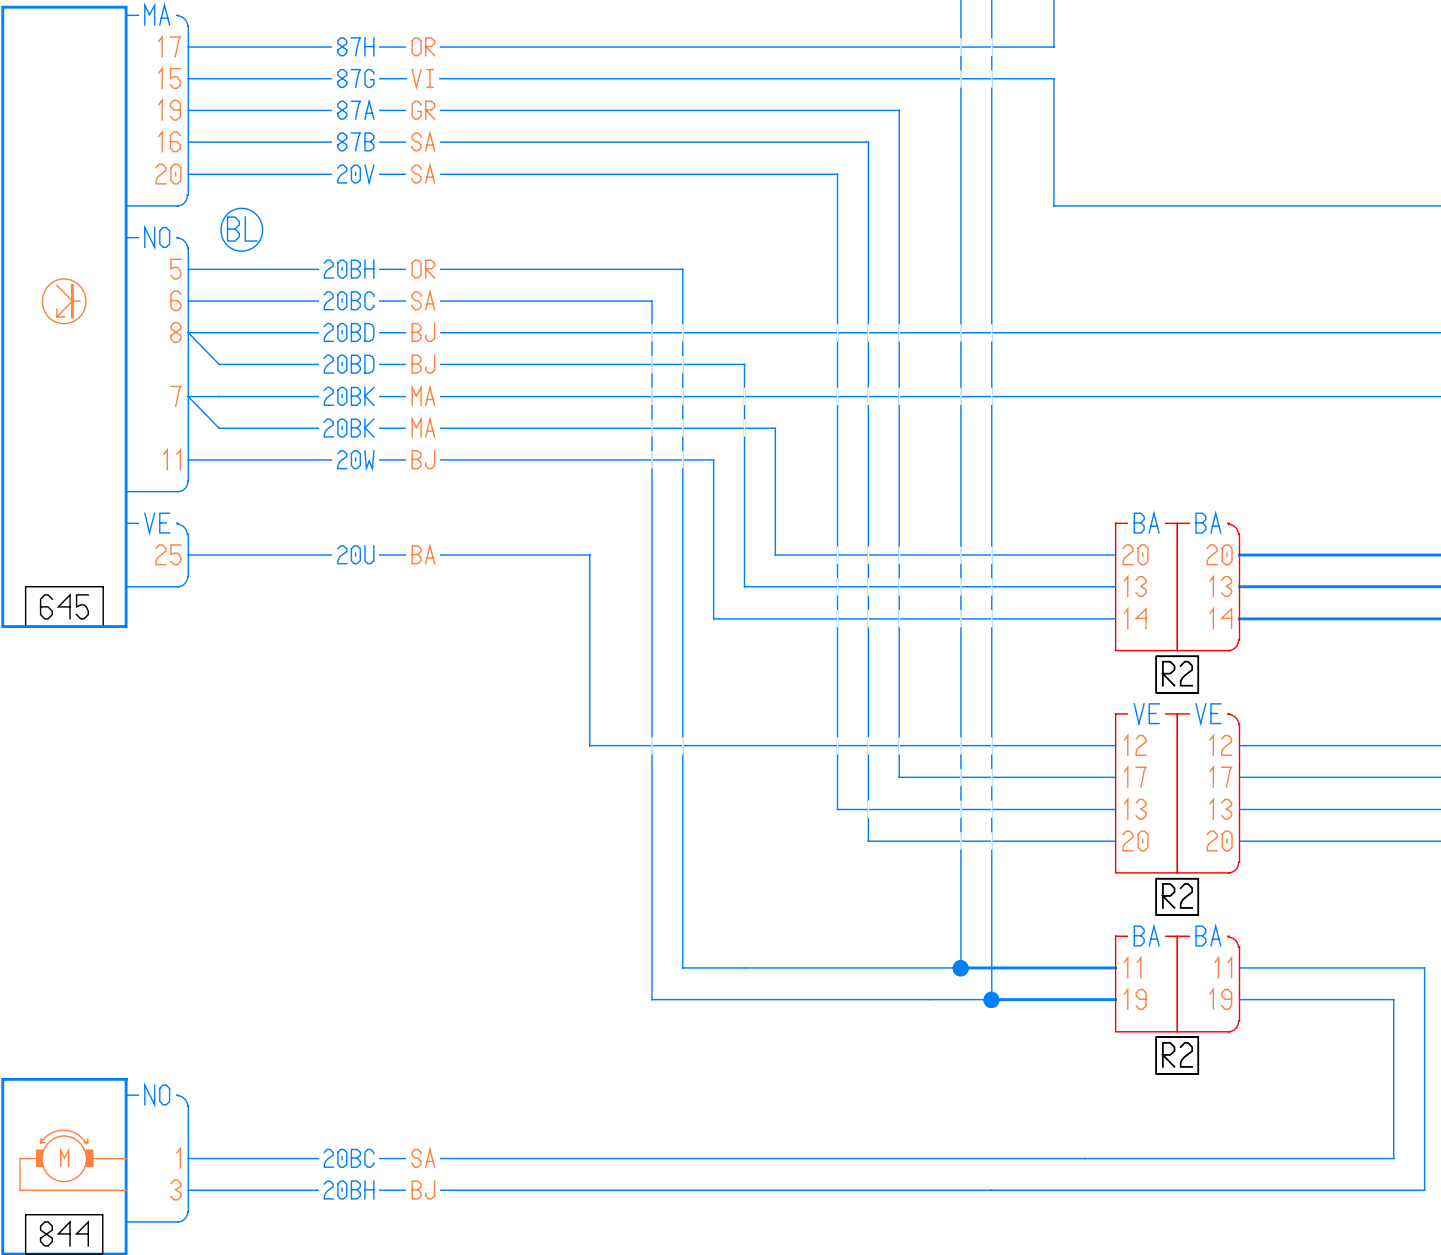 MA
17 87H OR
15 87G VI
19 87A GR
16 87B SA
20 20V SA
BL
NO
5 20BH OR
6 20BC SA
8 20BD BJ
20BD BJ
7 20BK MA
20BK MA
11 20W BJ
VE BA BA
25 20U BA 20 20
13 13
645 14 14
R2
VE VE
12 12
17 17
13 13
20 20
R2
BA BA
11 11
19 19
R2
NO
M 1 20BC SA
3 20BH BJ
844